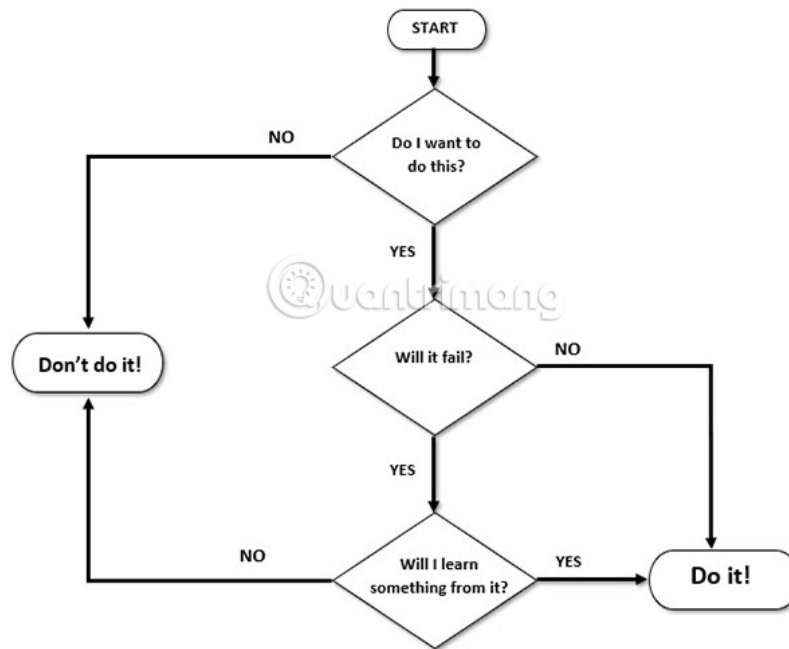 START
NO
Do I want to
do this?
YES
Quantrimang
Don't do it!
Will it fail?
NO
YES
NO
Will I learn
something from it?
YES
Do it!